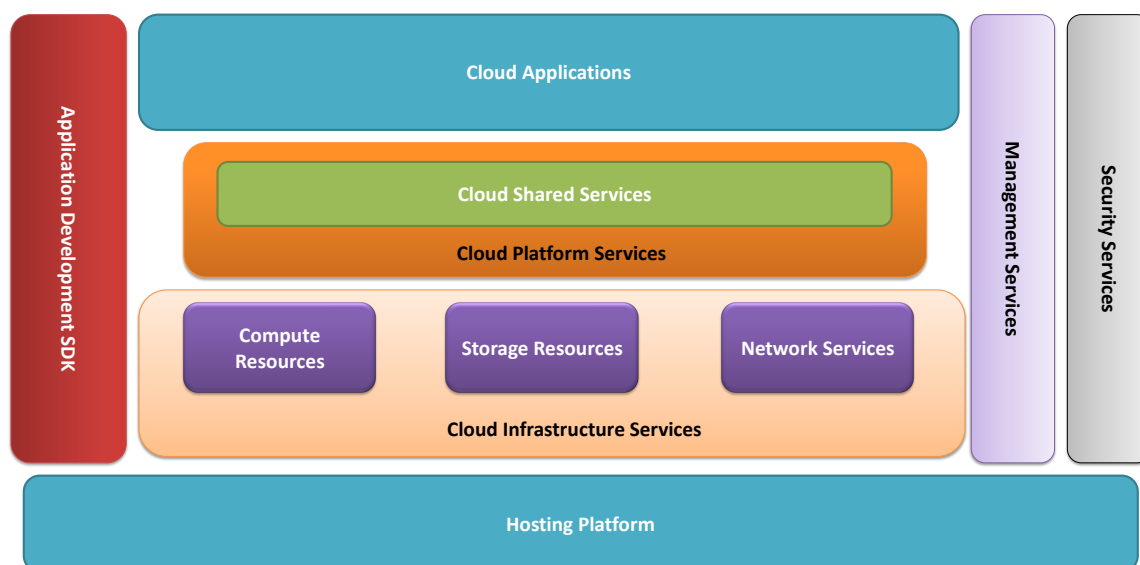 Application Development SDK
Cloud Applications
Cloud Shared Services
Cloud Platform Services
Compute
Resources
Storage Resources
Network Services
Cloud Infrastructure Services
Management Services
Security Services
Hosting Platform